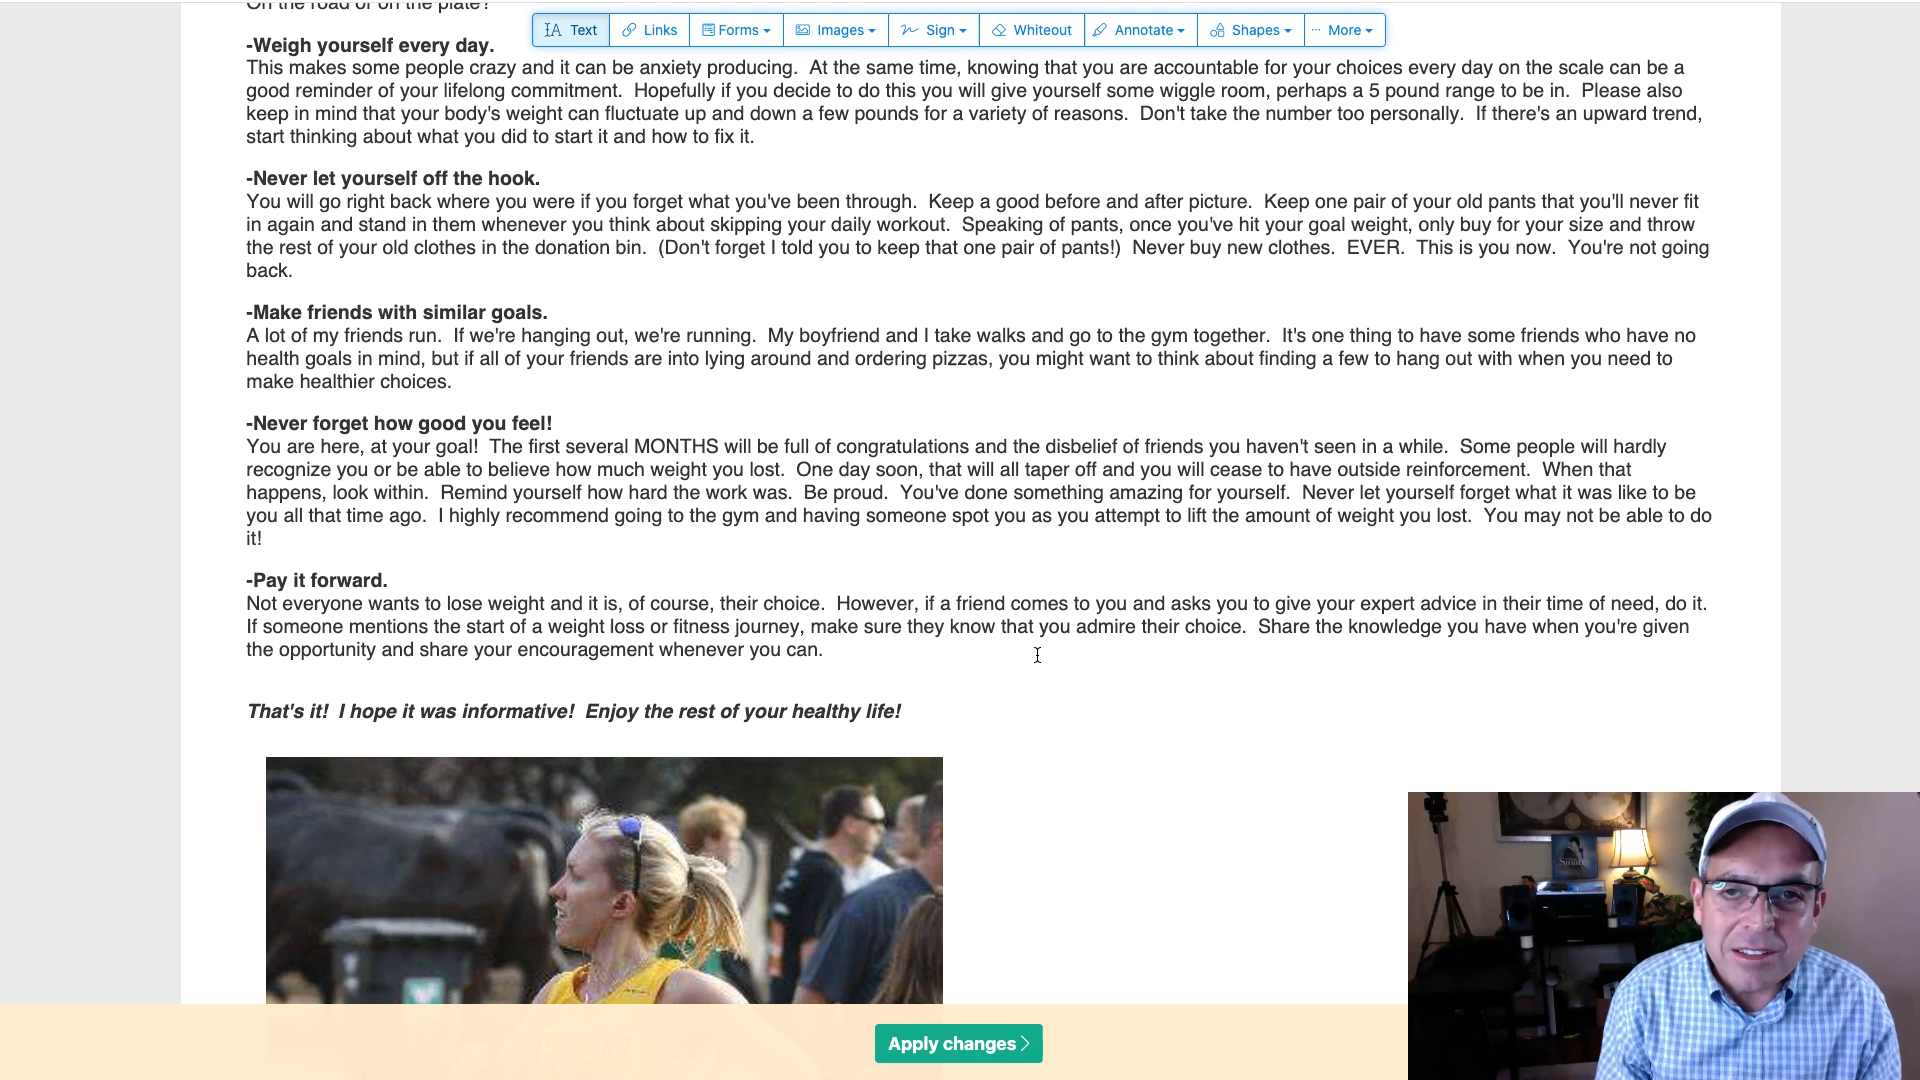 On the road or on the plate?
Text Links Forms Images Sign Whiteout Annotate Shapes More
-Weigh yourself every day.
This makes some people crazy and it can be anxiety producing.  At the same time, knowing that you are accountable for your choices every day on the scale can be a
good reminder of your lifelong commitment.  Hopefully if you decide to do this you will give yourself some wiggle room, perhaps a 5 pound range to be in.  Please also
keep in mind that your body's weight can fluctuate up and down a few pounds for a variety of reasons.  Don't take the number too personally.  If there's an upward trend,
start thinking about what you did to start it and how to fix it.
-Never let yourself off the hook.
You will go right back where you were if you forget what you've been through.  Keep a good before and after picture.  Keep one pair of your old pants that you'll never fit
in again and stand in them whenever you think about skipping your daily workout.  Speaking of pants, once you've hit your goal weight, only buy for your size and throw
the rest of your old clothes in the donation bin.  (Don't forget I told you to keep that one pair of pants!)  Never buy new clothes.  EVER.  This is you now.  You're not going
back.
-Make friends with similar goals.
A lot of my friends run.  If we're hanging out, we're running.  My boyfriend and I take walks and go to the gym together.  It's one thing to have some friends who have no
health goals in mind, but if all of your friends are into lying around and ordering pizzas, you might want to think about finding a few to hang out with when you need to
make healthier choices.
-Never forget how good you feel!
You are here, at your goal!  The first several MONTHS will be full of congratulations and the disbelief of friends you haven't seen in a while.  Some people will hardly
recognize you or be able to believe how much weight you lost.  One day soon, that will all taper off and you will cease to have outside reinforcement.  When that
happens, look within.  Remind yourself how hard the work was.  Be proud.  You've done something amazing for yourself.  Never let yourself forget what it was like to be
you all that time ago.  I highly recommend going to the gym and having someone spot you as you attempt to lift the amount of weight you lost.  You may not be able to do
it!
-Pay it forward.
Not everyone wants to lose weight and it is, of course, their choice.  However, if a friend comes to you and asks you to give your expert advice in their time of need, do it.
If someone mentions the start of a weight loss or fitness journey, make sure they know that you admire their choice.  Share the knowledge you have when you're given
the opportunity and share your encouragement whenever you can.
That's it!  I hope it was informative!  Enjoy the rest of your healthy life!
Sinatra
Apply changes